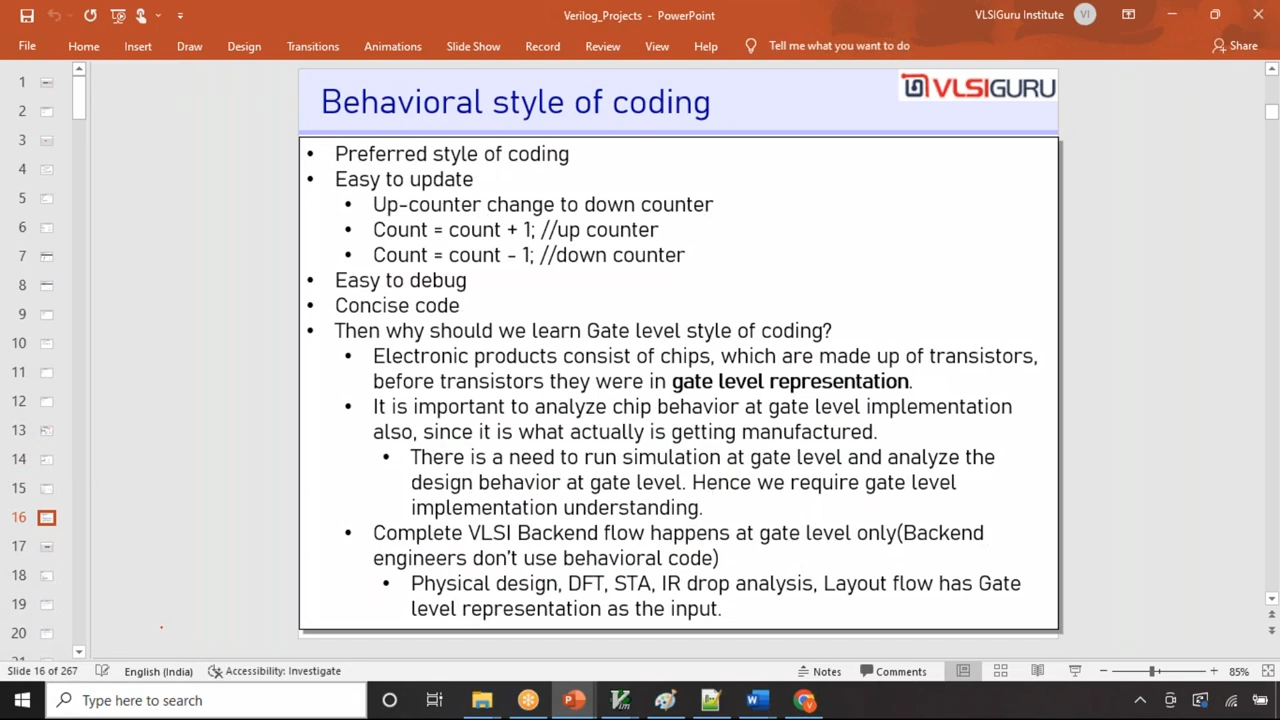 Verilog_Projects - PowerPoint
VLSIGuru Institute
VI
File Home Insert Draw Design Transitions Animations Slide Show Record Review View Help Tell me what you want to do
Share
1
2
3
4
5
6
7
8
9
10
11
12
13
14
15
16
17
18
19
20
Behavioral style of coding
VLSIGURU
• Preferred style of coding
• Easy to update
• Up-counter change to down counter
• Count = count + 1; //up counter
• Count = count - 1; //down counter
• Easy to debug
• Concise code
• Then why should we learn Gate level style of coding?
• Electronic products consist of chips, which are made up of transistors,
before transistors they were in gate level representation.
• It is important to analyze chip behavior at gate level implementation
also, since it is what actually is getting manufactured.
• There is a need to run simulation at gate level and analyze the
design behavior at gate level. Hence we require gate level
implementation understanding.
• Complete VLSI Backend flow happens at gate level only(Backend
engineers don't use behavioral code)
• Physical design, DFT, STA, IR drop analysis, Layout flow has Gate
level representation as the input.
Slide 16 of 267 English (India) Accessibility: Investigate Notes Comments 85%
Type here to search